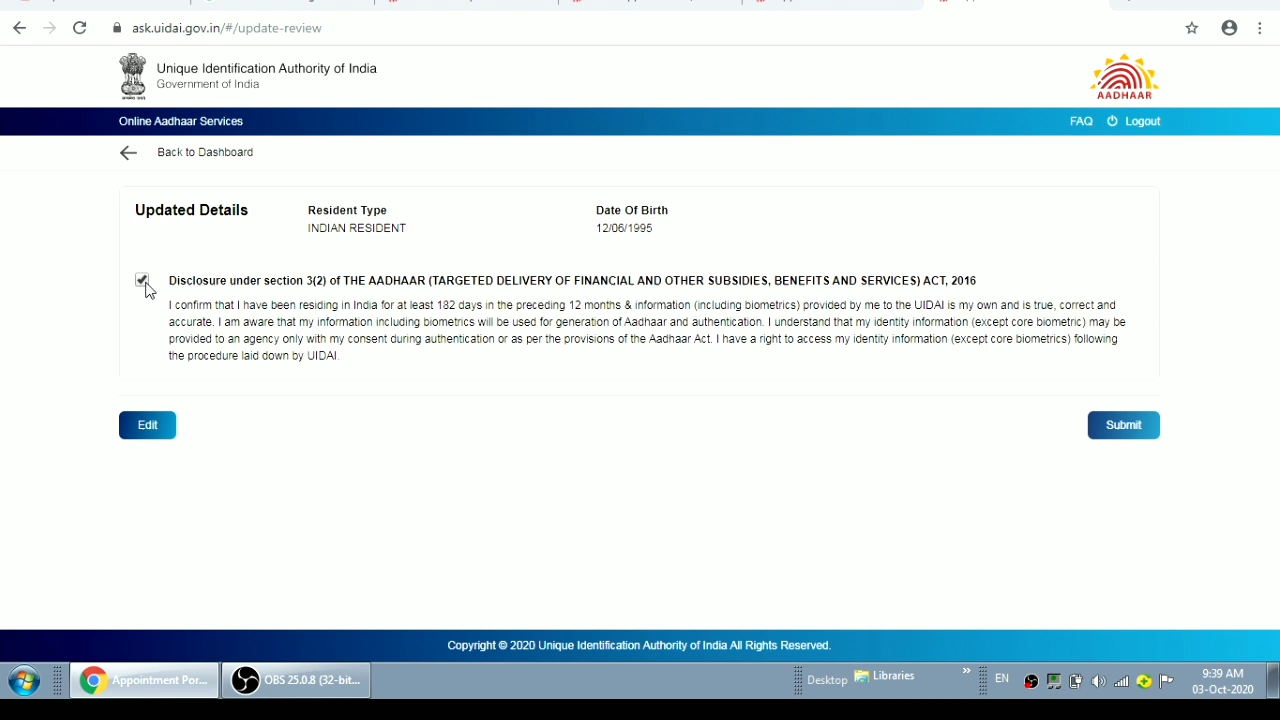 ask.uidai.gov.in/#/update-review
Unique Identification Authority of India
Government of India
AADHAAR
Online Aadhaar Services
FAQ
Logout
Back to Dashboard
Updated Details
Resident Type
INDIAN RESIDENT
Date Of Birth
12/06/1995
Disclosure under section 3(2) of THE AADHAAR (TARGETED DELIVERY OF FINANCIAL AND OTHER SUBSIDIES, BENEFITS AND SERVICES) ACT, 2016
I confirm that I have been residing in India for at least 182 days in the preceding 12 months & information (including biometrics) provided by me to the UIDAI is my own and is true, correct and
accurate. I am aware that my information including biometrics will be used for generation of Aadhaar and authentication. I understand that my identity information (except core biometric) may be
provided to an agency only with my consent during authentication or as per the provisions of the Aadhaar Act. I have a right to access my identity information (except core biometrics) following
the procedure laid down by UIDAI.
Edit
Submit
Copyright © 2020 Unique Identification Authority of India All Rights Reserved.
Appointment Por...
OBS 25.0.8 (32-bit...
Desktop
Libraries
»
EN
9:39 AM
03-Oct-2020